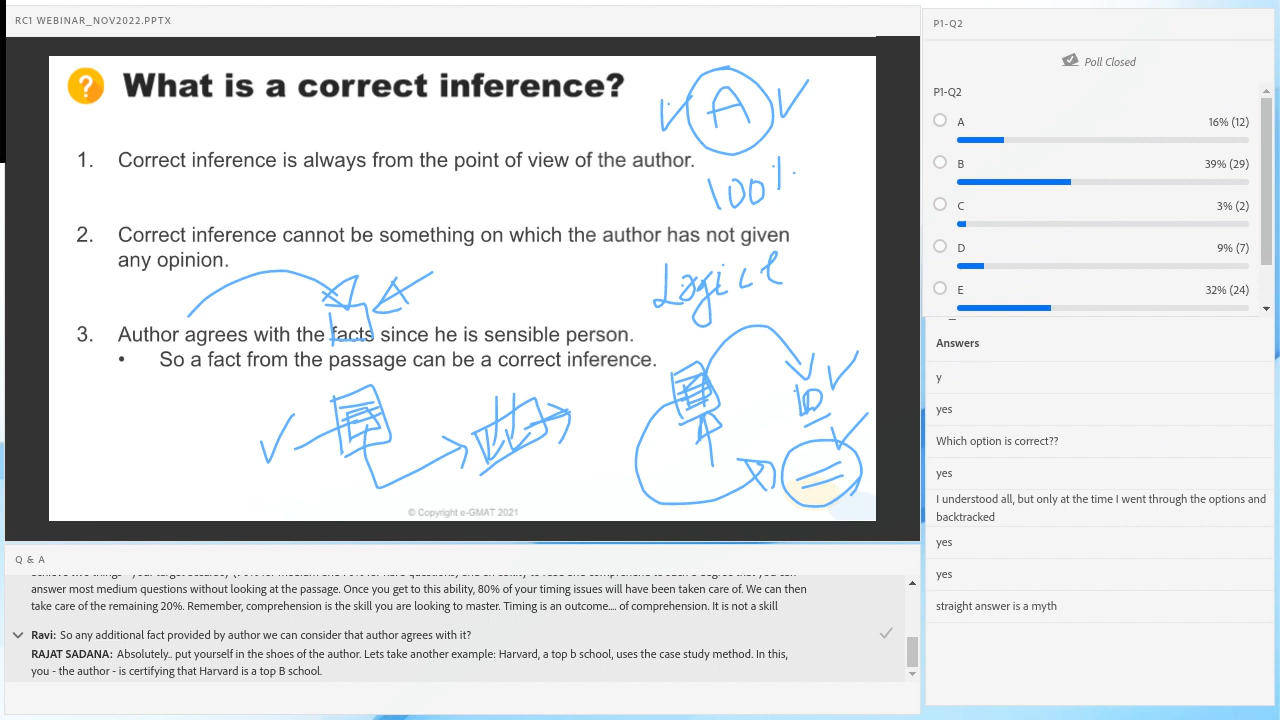 RC1 WEBINAR_NOV2022.PPTX
? What is a correct inference?
A
1. Correct inference is always from the point of view of the author.
100%
2. Correct inference cannot be something on which the author has not given
any opinion.
3. Author agrees with the facts since he is sensible person.
• So a fact from the passage can be a correct inference.
© Copyright e-GMAT 2021
Q & A
answer most medium questions without looking at the passage. Once you get to this ability, 80% of your timing issues will have been taken care of. We can then
take care of the remaining 20%. Remember, comprehension is the skill you are looking to master. Timing is an outcome.... of comprehension. It is not a skill
Ravi: So any additional fact provided by author we can consider that author agrees with it?
RAJAT SADANA: Absolutely.. put yourself in the shoes of the author. Lets take another example: Harvard, a top b school, uses the case study method. In this,
you - the author - is certifying that Harvard is a top B school.
P1-Q2
Poll Closed
P1-Q2
A 16% (12)
B 39% (29)
C 3% (2)
D 9% (7)
E 32% (24)
Answers
y
yes
Which option is correct??
yes
I understood all, but only at the time I went through the options and
backtracked
yes
yes
straight answer is a myth